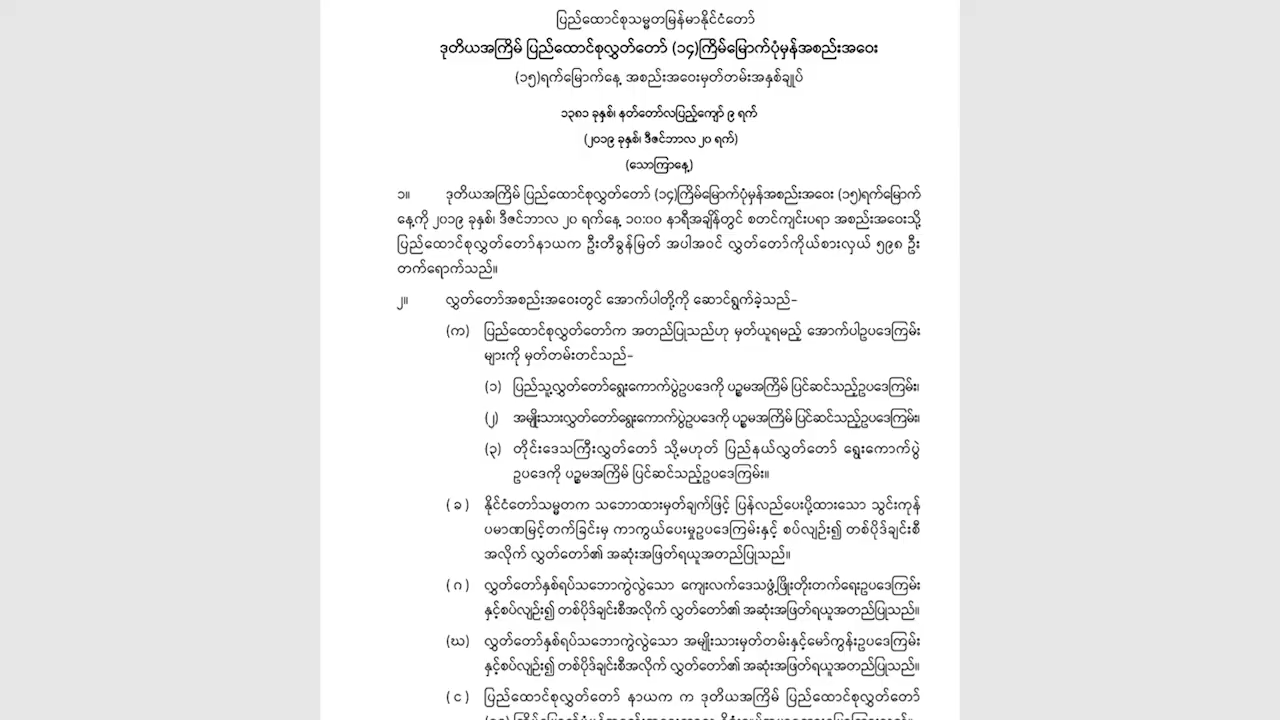 ပြည်ထောင်စုသမ္မတမြန်မာနိုင်ငံတော်
ဒုတိယအကြိမ် ပြည်ထောင်စုလွှတ်တော် (၁၄)ကြိမ်မြောက်ပုံမှန်အစည်းအဝေး
(၁၅)ရက်မြောက်နေ့ အစည်းအဝေးမှတ်တမ်းအနှစ်ချုပ်
၁၃၈၁ ခုနှစ်၊ နတ်တော်လပြည့်ကျော် ၉ ရက်
(၂၀၁၉ ခုနှစ်၊ ဒီဇင်ဘာလ ၂၀ ရက်)
(သောကြာနေ့)
၁။ ဒုတိယအကြိမ် ပြည်ထောင်စုလွှတ်တော် (၁၄)ကြိမ်မြောက်ပုံမှန်အစည်းအဝေး (၁၅)ရက်မြောက်
နေ့ကို ၂၀၁၉ ခုနှစ်၊ ဒီဇင်ဘာလ ၂၀ ရက်နေ့ ၁၀:၀၀ နာရီအချိန်တွင် စတင်ကျင်းပရာ အစည်းအဝေးသို့
ပြည်ထောင်စုလွှတ်တော်နာယက ဦးတီခွန်မြတ် အပါအဝင် လွှတ်တော်ကိုယ်စားလှယ် ၅၉၈ ဦး
တက်ရောက်သည်။
၂။ လွှတ်တော်အစည်းအဝေးတွင် အောက်ပါတို့ကို ဆောင်ရွက်ခဲ့သည်-
(က) ပြည်ထောင်စုလွှတ်တော်က အတည်ပြုသည်ဟု မှတ်ယူရမည့် အောက်ပါဥပဒေကြမ်း
များကို မှတ်တမ်းတင်သည်-
(၁) ပြည်သူ့လွှတ်တော်ရွေးကောက်ပွဲဥပဒေကို ပဉ္စမအကြိမ် ပြင်ဆင်သည့်ဥပဒေကြမ်း၊
(၂) အမျိုးသားလွှတ်တော်ရွေးကောက်ပွဲဥပဒေကို ပဉ္စမအကြိမ် ပြင်ဆင်သည့်ဥပဒေကြမ်း၊
(၃) တိုင်းဒေသကြီးလွှတ်တော် သို့မဟုတ် ပြည်နယ်လွှတ်တော် ရွေးကောက်ပွဲ
ဥပဒေကို ပဉ္စမအကြိမ် ပြင်ဆင်သည့်ဥပဒေကြမ်း။
(ခ) နိုင်ငံတော်သမ္မတက သဘောထားမှတ်ချက်ဖြင့် ပြန်လည်ပေးပို့ထားသော သွင်းကုန်
ပမာဏမြင့်တက်ခြင်းမှ ကာကွယ်ပေးမှုဥပဒေကြမ်းနှင့် စပ်လျဉ်း၍ တစ်ပိုဒ်ချင်းစီ
အလိုက် လွှတ်တော်၏ အဆုံးအဖြတ်ရယူအတည်ပြုသည်။
(ဂ) လွှတ်တော်နှစ်ရပ်သဘောကွဲလွဲသော ကျေးလက်ဒေသဖွံ့ဖြိုးတိုးတက်ရေးဥပဒေကြမ်း
နှင့်စပ်လျဉ်း၍ တစ်ပိုဒ်ချင်းစီအလိုက် လွှတ်တော်၏ အဆုံးအဖြတ်ရယူအတည်ပြုသည်။
(ဃ) လွှတ်တော်နှစ်ရပ်သဘောကွဲလွဲသော အမျိုးသားမှတ်တမ်းနှင့်မော်ကွန်းဥပဒေကြမ်း
နှင့်စပ်လျဉ်း၍ တစ်ပိုဒ်ချင်းစီအလိုက် လွှတ်တော်၏ အဆုံးအဖြတ်ရယူအတည်ပြုသည်။
(င) ပြည်ထောင်စုလွှတ်တော် နာယက က ဒုတိယအကြိမ် ပြည်ထောင်စုလွှတ်တော်